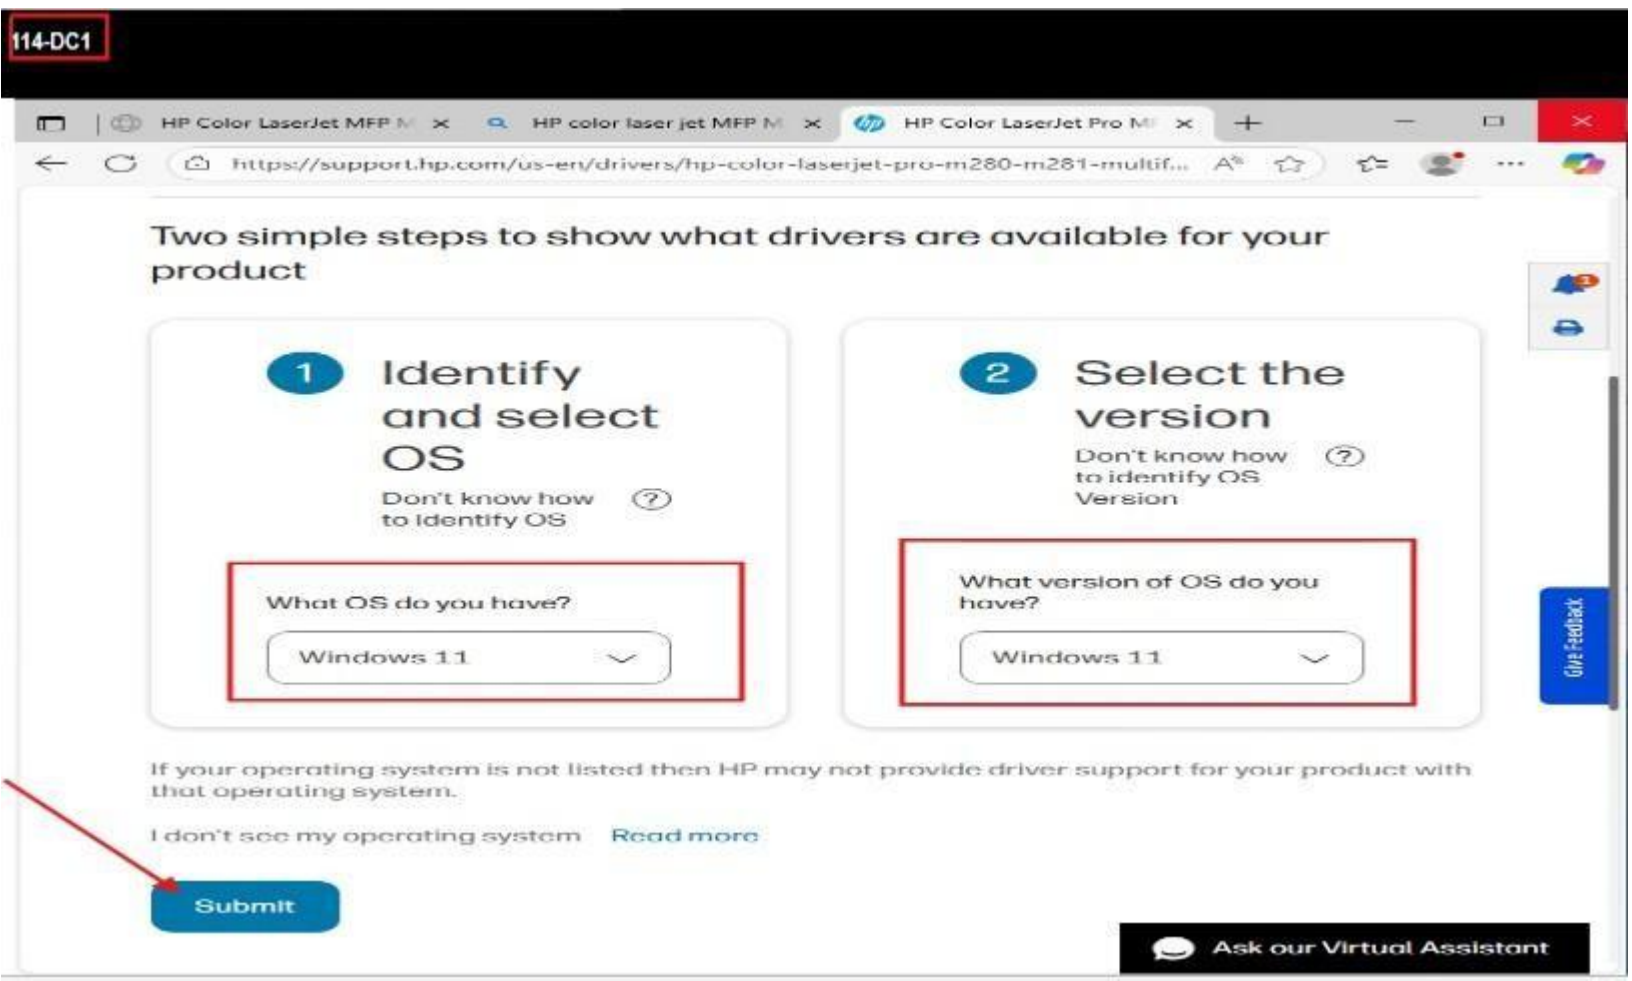 114-DC1
HP Color LaserJet MFP M
HP color laser jet MFP M
HP Color LaserJet Pro M
https://support.hp.com/us-en/drivers/hp-color-laserjet-pro-m280-m281-multif...
Two simple steps to show what drivers are available for your
product
1
Identify
and select
OS
Don't know how
to identify OS
?
What OS do you have?
Windows 11
2
Select the
version
Don't know how
to identify OS
Version
?
What version of OS do you
have?
Windows 11
1
Give Feedback
If your operating system is not listed then HP may not provide driver support for your product with
that operating system.
I don't see my operating system Read more
Submit
Ask our Virtual Assistant